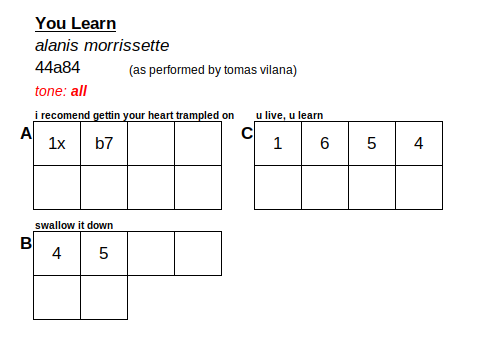 You Learn
alanis morrissette
44a84 (as performed by tomas vilana)
tone: all
i recomend gettin your heart trampled on
A
1x b7
swallow it down
B
4 5
u live, u learn
C
1 6 5 4